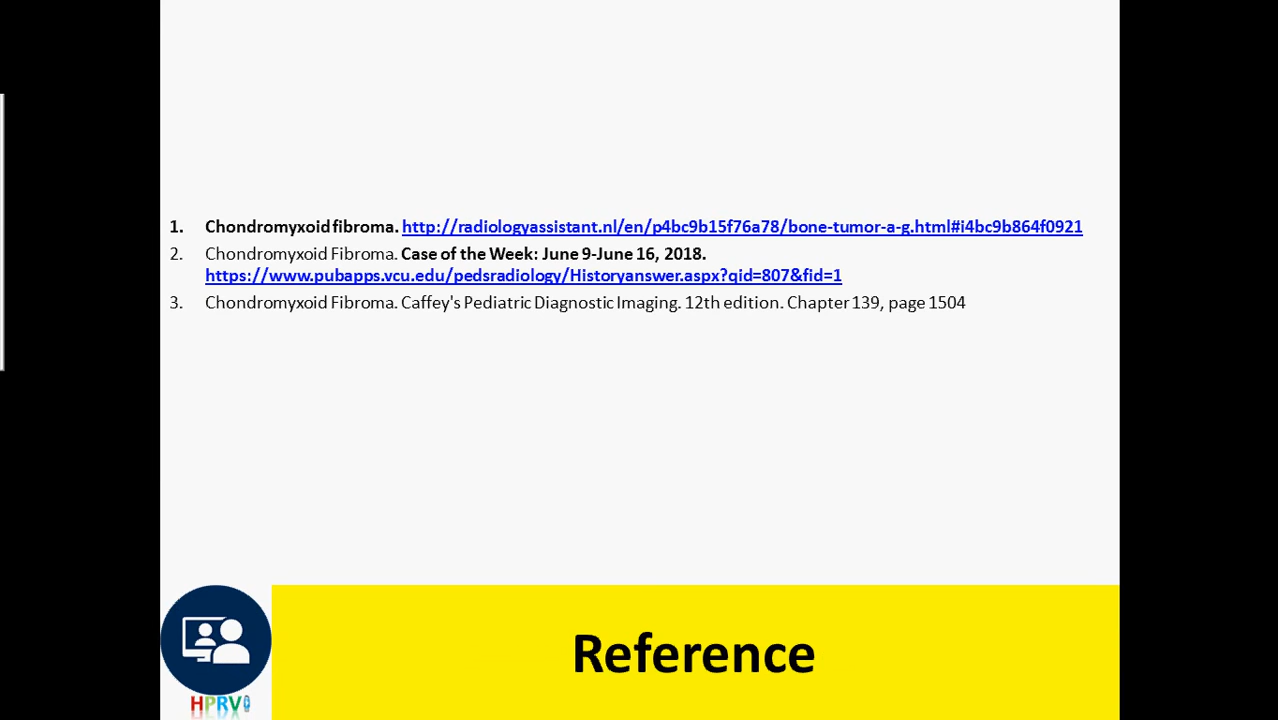 1. Chondromyxoid fibroma. http://radiologyassistant.nl/en/p4bc9b15f76a78/bone-tumor-a-g.html#i4bc9b864f0921
2. Chondromyxoid Fibroma. Case of the Week: June 9-June 16, 2018.
https://www.pubapps.vcu.edu/pedsradiology/Historyanswer.aspx?qid=807&fid=1
3. Chondromyxoid Fibroma. Caffey's Pediatric Diagnostic Imaging. 12th edition. Chapter 139, page 1504
Reference
HPRV